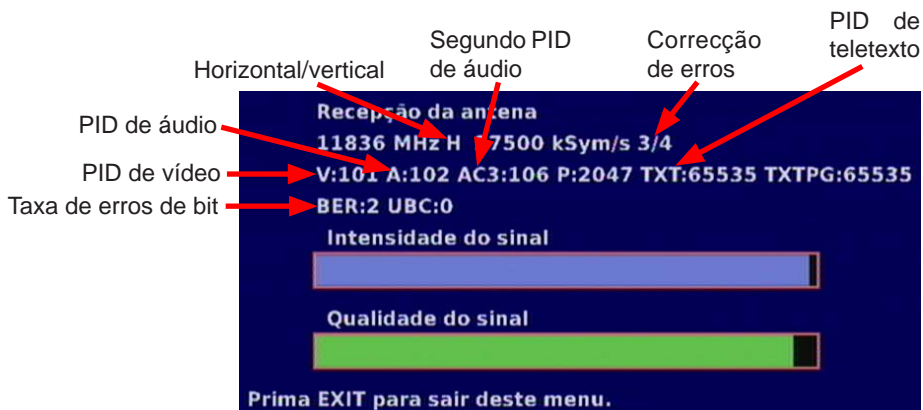 PID de
teletexto
Segundo PID
de áudio
Correcção
de erros
Horizontal/vertical
PID de áudio
PID de vídeo
Taxa de erros de bit
Recepção da antena
11836 MHz H 27500 kSym/s 3/4
V:101 A:102 AC3:106 P:2047 TXT:65535 TXTPG:65535
BER:2 UBC:0
Intensidade do sinal
Qualidade do sinal
Prima EXIT para sair deste menu.